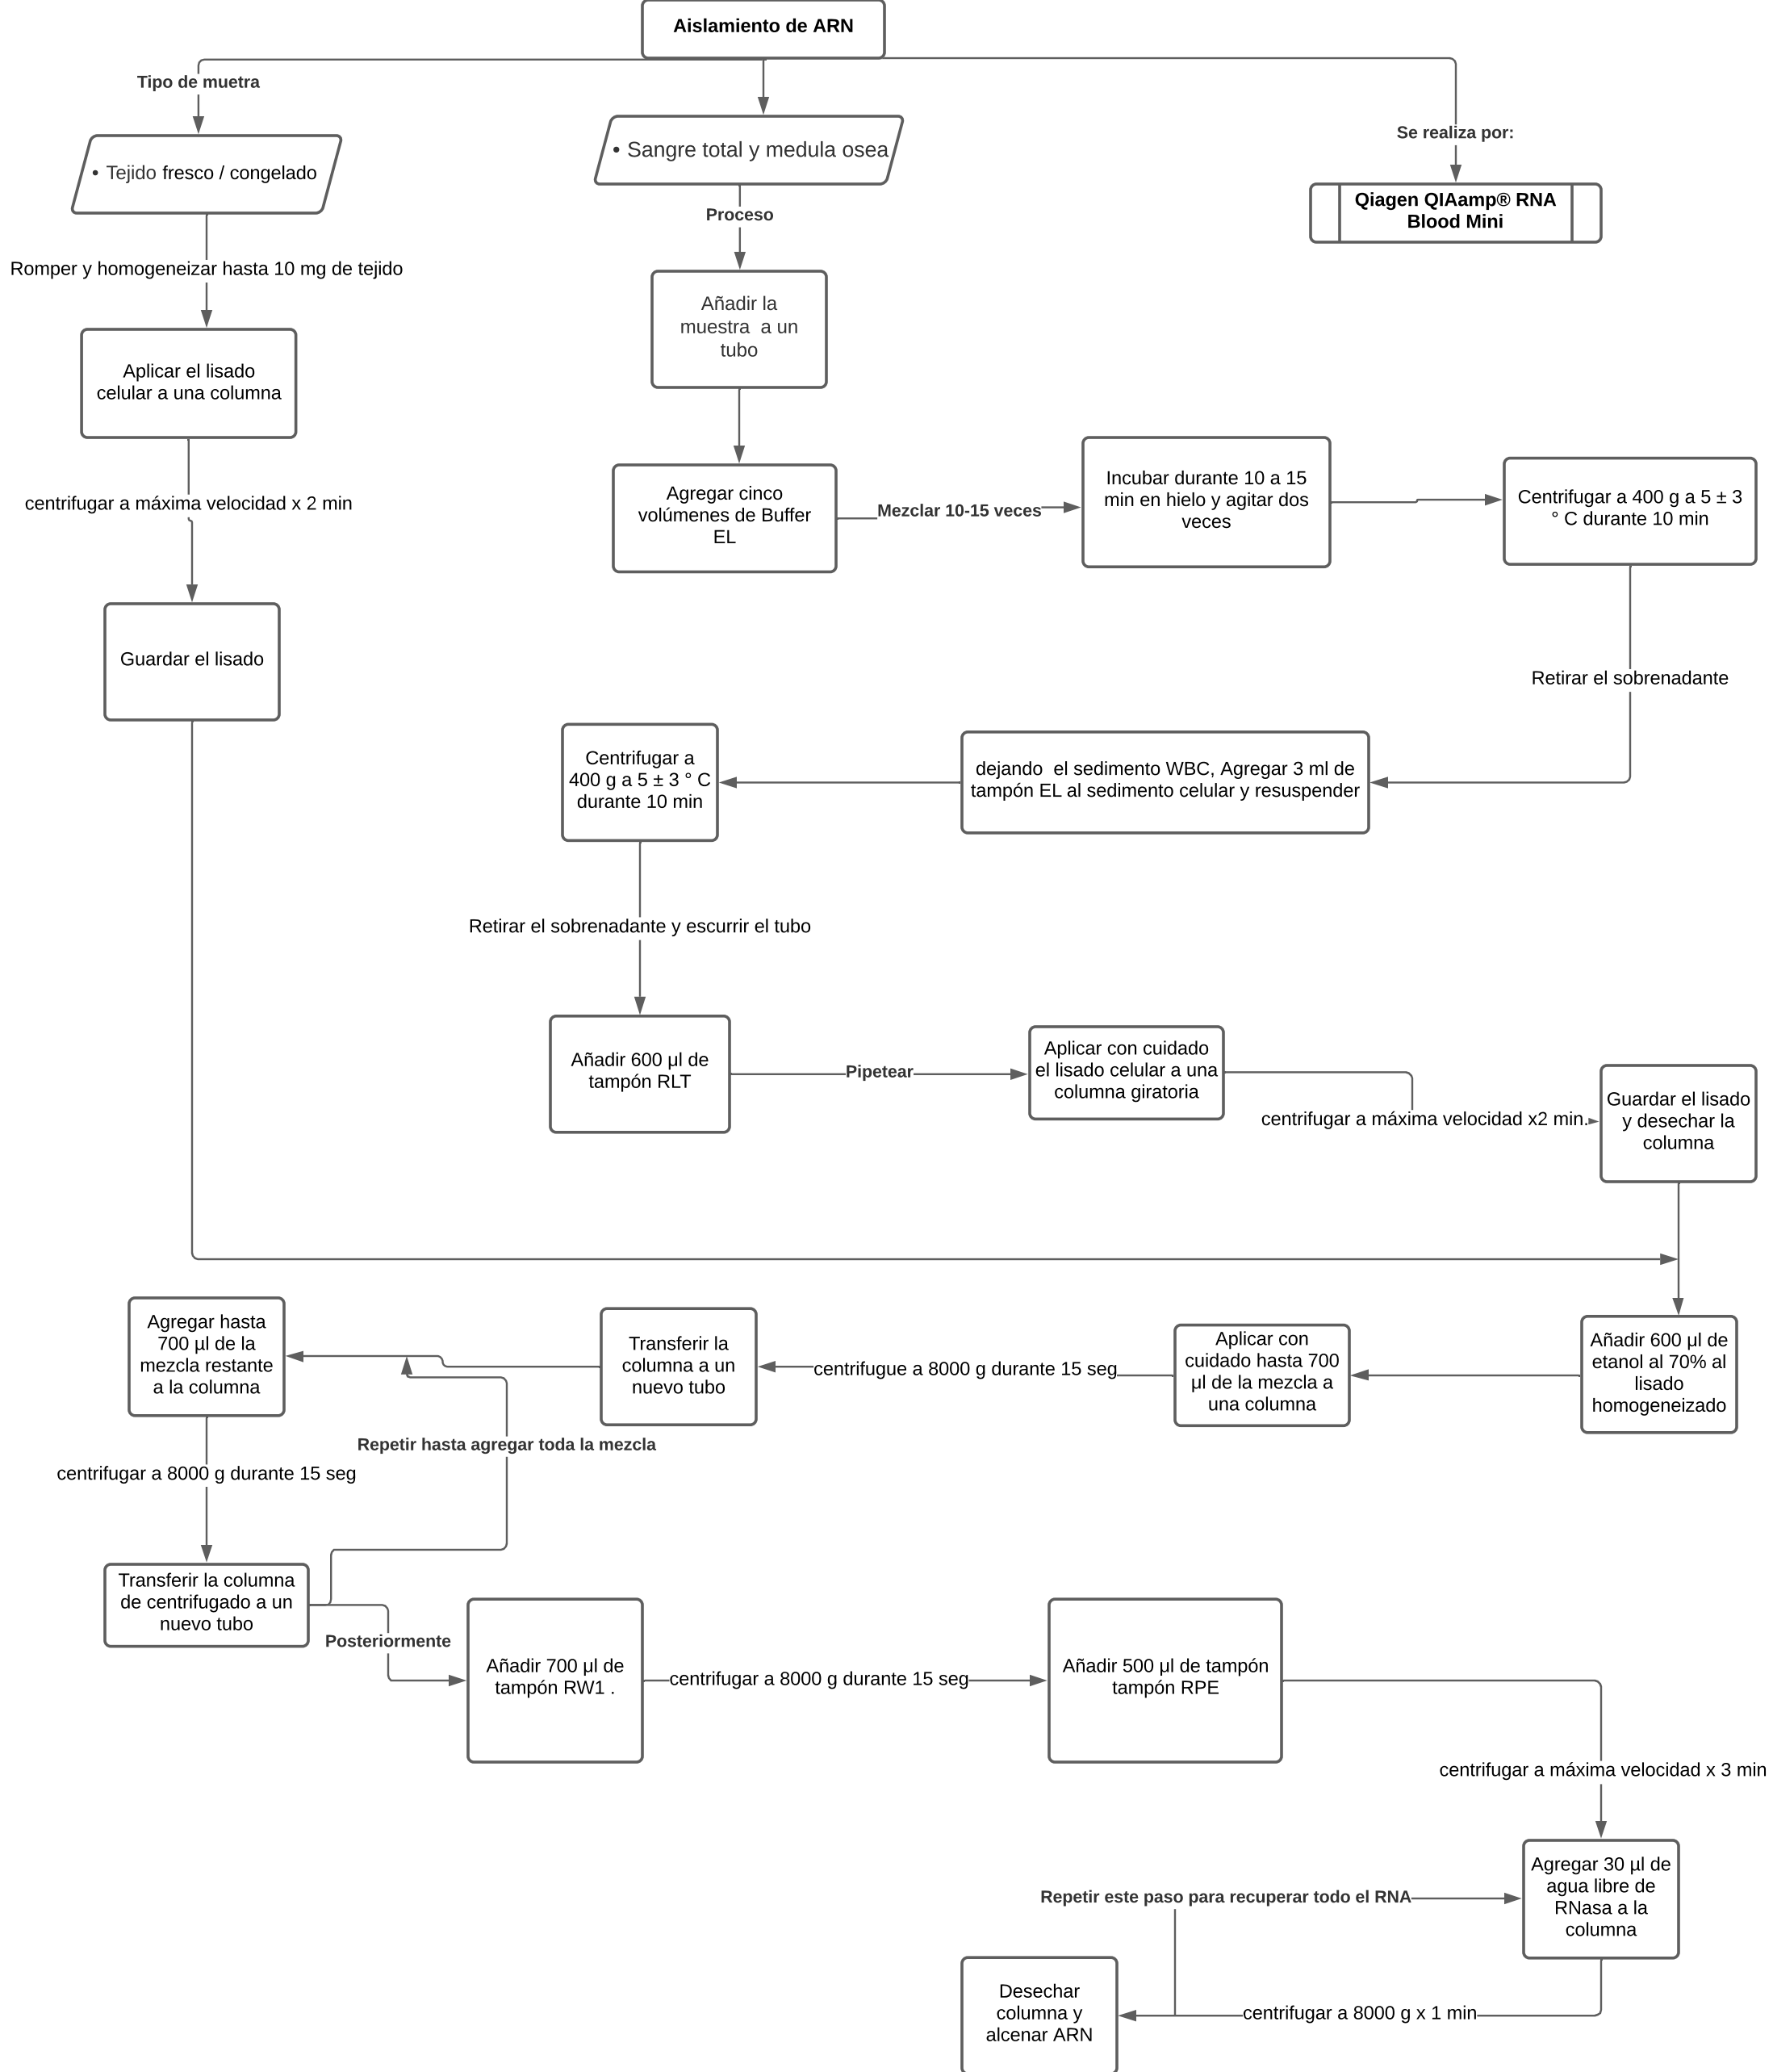 Aislamiento de ARN
Tipo de muetra
Se realiza por:
• Tejido fresco / congelado
• Sangre total y medula osea
Qiagen QIAamp® RNA
Blood Mini
Proceso
Romper y homogeneizar hasta 10 mg de tejido
Añadir la
muestra  a un
tubo
Aplicar el lisado
celular a una columna
centrifugar a máxima velocidad x 2 min
Guardar el lisado
Agregar cinco
volúmenes de Buffer
EL
Mezclar 10-15 veces
Incubar durante 10 a 15
min en hielo y agitar dos
veces
Centrifugar a 400 g a 5 ± 3
° C durante 10 min
Retirar el sobrenadante
dejando  el sedimento WBC, Agregar 3 ml de
tampón EL al sedimento celular y resuspender
Centrifugar a
400 g a 5 ± 3 ° C
durante 10 min
Retirar el sobrenadante y escurrir el tubo
Añadir 600 μl de
tampón RLT
Pipetear
Aplicar con cuidado
el lisado celular a una
columna giratoria
centrifugar a máxima velocidad x2 min.
Guardar el lisado
y desechar la
columna
Añadir 600 μl de
etanol al 70% al
lisado
homogeneizado
Aplicar con
cuidado hasta 700
μl de la mezcla a
una columna
centrifugue a 8000 g durante 15 seg
Transferir la
columna a un
nuevo tubo
Agregar hasta
700 µl de la
mezcla restante
a la columna
Repetir hasta agregar toda la mezcla
centrifugar a 8000 g durante 15 seg
Transferir la columna
de centrifugado a un
nuevo tubo
Posteriormente
Añadir 700 μl de
tampón RW1 .
centrifugar a 8000 g durante 15 seg
Añadir 500 μl de tampón
tampón RPE
centrifugar a máxima velocidad x 3 min
Agregar 30 µl de
agua libre de
RNasa a la
columna
Repetir este paso para recuperar todo el RNA
centrifugar a 8000 g x 1 min
Desechar
columna y
alcenar ARN